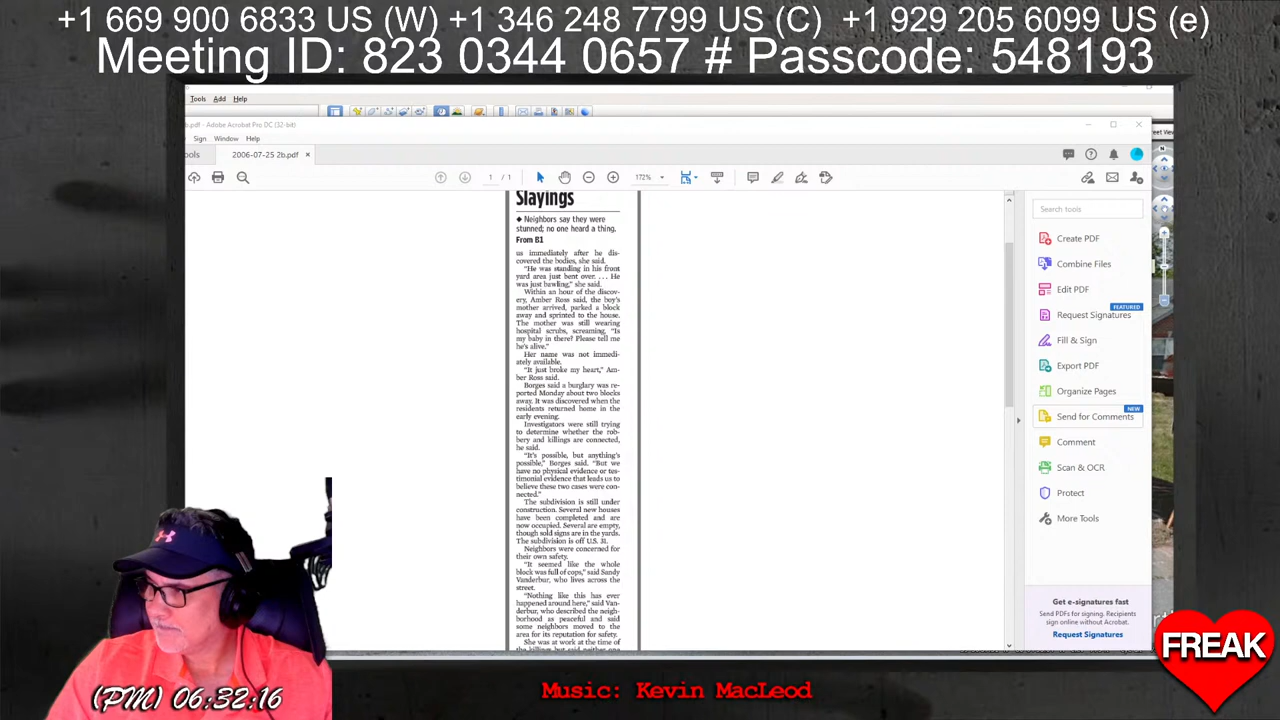 +1 669 900 6833 US (W) +1 346 248 7799 US (C) +1 929 205 6099 US (e)
Meeting ID: 823 0344 0657 # Passcode: 548193
Tools Add Help
b.pdf - Adobe Acrobat Pro DC (32-bit)
Sign Window Help
ools 2006-07-25 2b.pdf ×
1 / 1 172%
Slayings
◆ Neighbors say they were
stunned; no one heard a thing.
From B1
us immediately after he dis-
covered the bodies, she said.
"He was standing in his front
yard area just bent over. ... He
was just bawling," she said.
Within an hour of the discov-
ery, Amber Ross said, the boy's
mother arrived, parked a block
away and sprinted to the house.
The mother was still wearing
hospital scrubs, screaming, "Is
my baby in there? Please tell me
he's alive."
Her name was not immedi-
ately available.
"It just broke my heart," Am-
ber Ross said.
Borges said a burglary was re-
ported Monday about two blocks
away. It was discovered when the
residents returned home in the
early evening.
Investigators were still trying
to determine whether the rob-
bery and killings are connected,
he said.
"It's possible, but anything's
possible," Borges said. "But we
have no physical evidence or tes-
timonial evidence that leads us to
believe these two cases were con-
nected."
The subdivision is still under
construction. Several new houses
have been completed and are
now occupied. Several are empty,
though sold signs are in the yards.
The subdivision is off U.S. 31.
Neighbors were concerned for
their own safety.
"It seemed like the whole
block was full of cops," said Sandy
Vanderbur, who lives across the
street.
"Nothing like this has ever
happened around here," said Van-
derbur, who described the neigh-
borhood as peaceful and said
some neighbors moved to the
area for its reputation for safety.
She was at work at the time of
the killings but said neither one
Search tools
Create PDF
Combine Files
Edit PDF
FEATURED
Request Signatures
Fill & Sign
Export PDF
Organize Pages
NEW
Send for Comments
Comment
Scan & OCR
Protect
More Tools
Get e-signatures fast
Send PDFs for signing. Recipients
sign online without Acrobat.
Request Signatures
FREAK
(PM) 06:32:16
Music: Kevin MacLeod